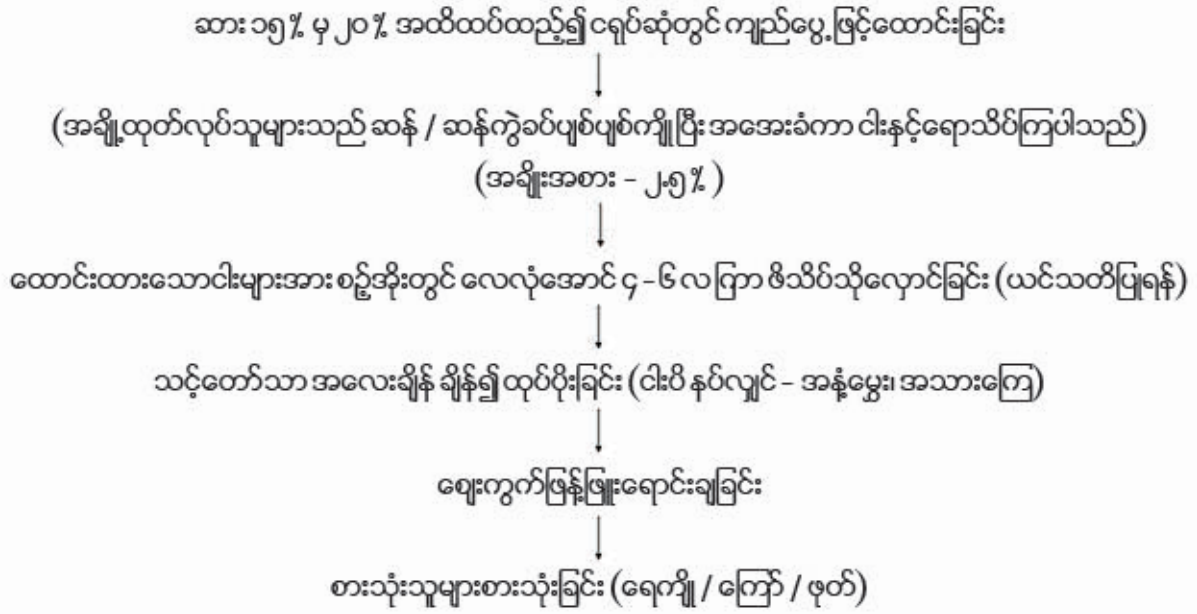 ဆား ၁၅ % မှ ၂၀ % အထိထပ်ထည့်၍ ငရုပ်ဆုံတွင် ကျည်ပွေ့ဖြင့်ထောင်းခြင်း
(အချို့ထုတ်လုပ်သူများသည် ဆန် / ဆန်ကွဲခပ်ပျစ်ပျစ်ကျိုပြီး အအေးခံကာ ငါးနှင့်ရောသိပ်ကြပါသည်)
(အချိုးအစား - ၂.၅ % )
ထောင်းထားသောငါးများအား စဉ့်အိုးတွင် လေလုံအောင် ၄ - ၆ လ ကြာ ဖိသိပ်သိုလှောင်ခြင်း (ယင်သတိပြုရန်)
သင့်တော်သာ အလေးချိန် ချိန်၍ ထုပ်ပိုးခြင်း (ငါးပိ နပ်လျှင် - အနံ့မွှေး၊ အသားကြေ)
ဈေးကွက်ဖြန့်ဖြူးရောင်းချခြင်း
စားသုံးသူများစားသုံးခြင်း (ရေကျို / ကြော် / ဖုတ်)